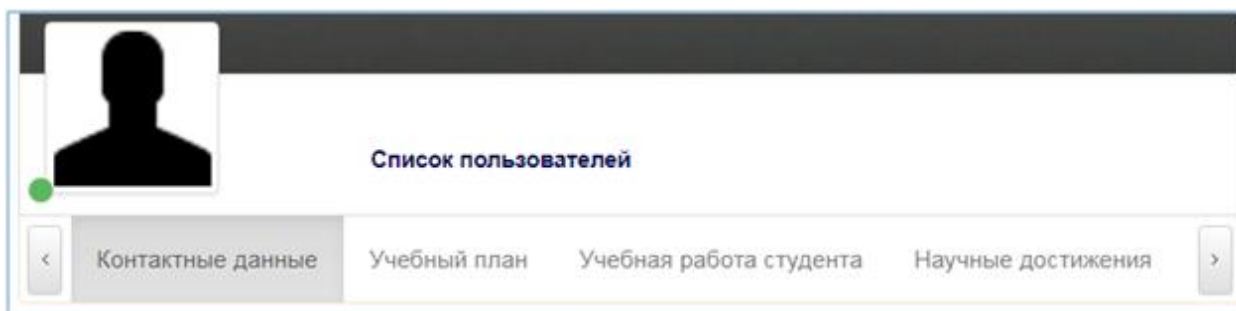 Список пользователей
‹ Контактные данные Учебный план Учебная работа студента Научные достижения ›